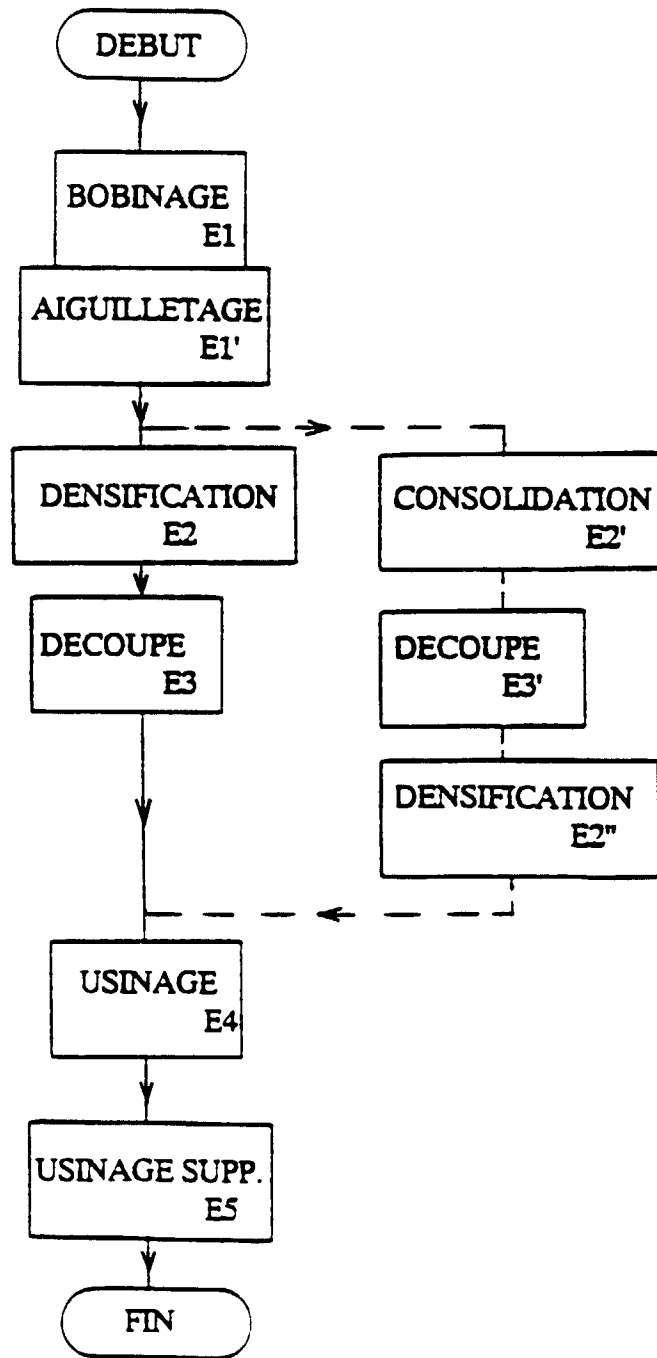 DEBUT
BOBINAGE
E1
AIGUILLETAGE
E1'
DENSIFICATION
E2
DECOUPE
E3
CONSOLIDATION
E2'
DECOUPE
E3'
DENSIFICATION
E2"
USINAGE
E4
USINAGE SUPP.
E5
FIN